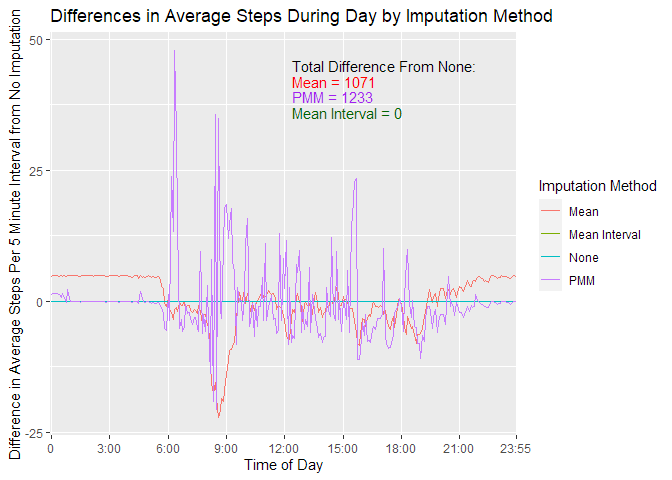 Differences in Average Steps During Day by Imputation Method
Difference in Average Steps Per 5 Minute Interval from No Imputation
50
25
0
-25
Total Difference From None:
Mean = 1071
PMM = 1233
Mean Interval = 0
Imputation Method
Mean
Mean Interval
None
PMM
0 3:00 6:00 9:00 12:00 15:00 18:00 21:00 23:55
Time of Day